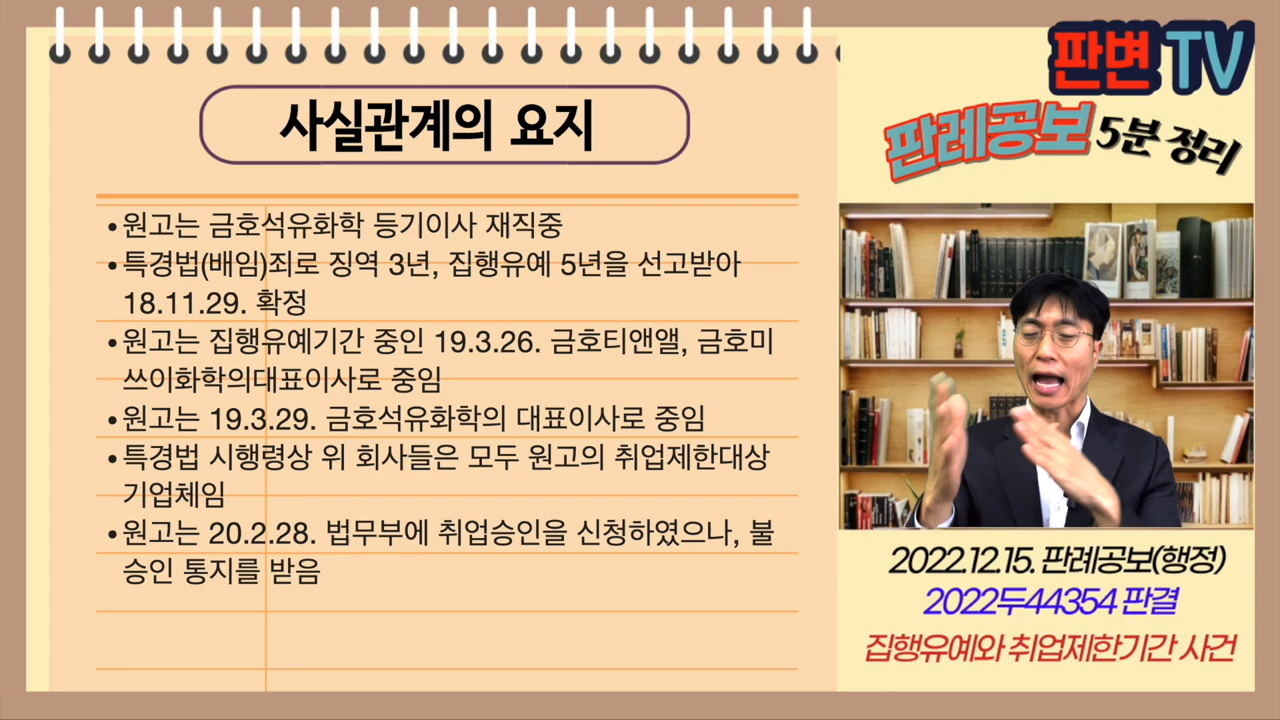 사실관계의 요지
•원고는 금호석유화학 등기이사 재직중
•특경법(배임)죄로 징역 3년, 집행유예 5년을 선고받아
18.11.29. 확정
•원고는 집행유예기간 중인 19.3.26. 금호티앤앨, 금호미
쓰이화학의대표이사로 중임
•원고는 19.3.29. 금호석유화학의 대표이사로 중임
•특경법 시행령상 위 회사들은 모두 원고의 취업제한대상
기업체임
•원고는 20.2.28. 법무부에 취업승인을 신청하였으나, 불
승인 통지를 받음
판변 TV
판례공보 5분 정리
2022.12.15. 판례공보(행정)
2022두44354 판결
집행유예와 취업제한기간 사건